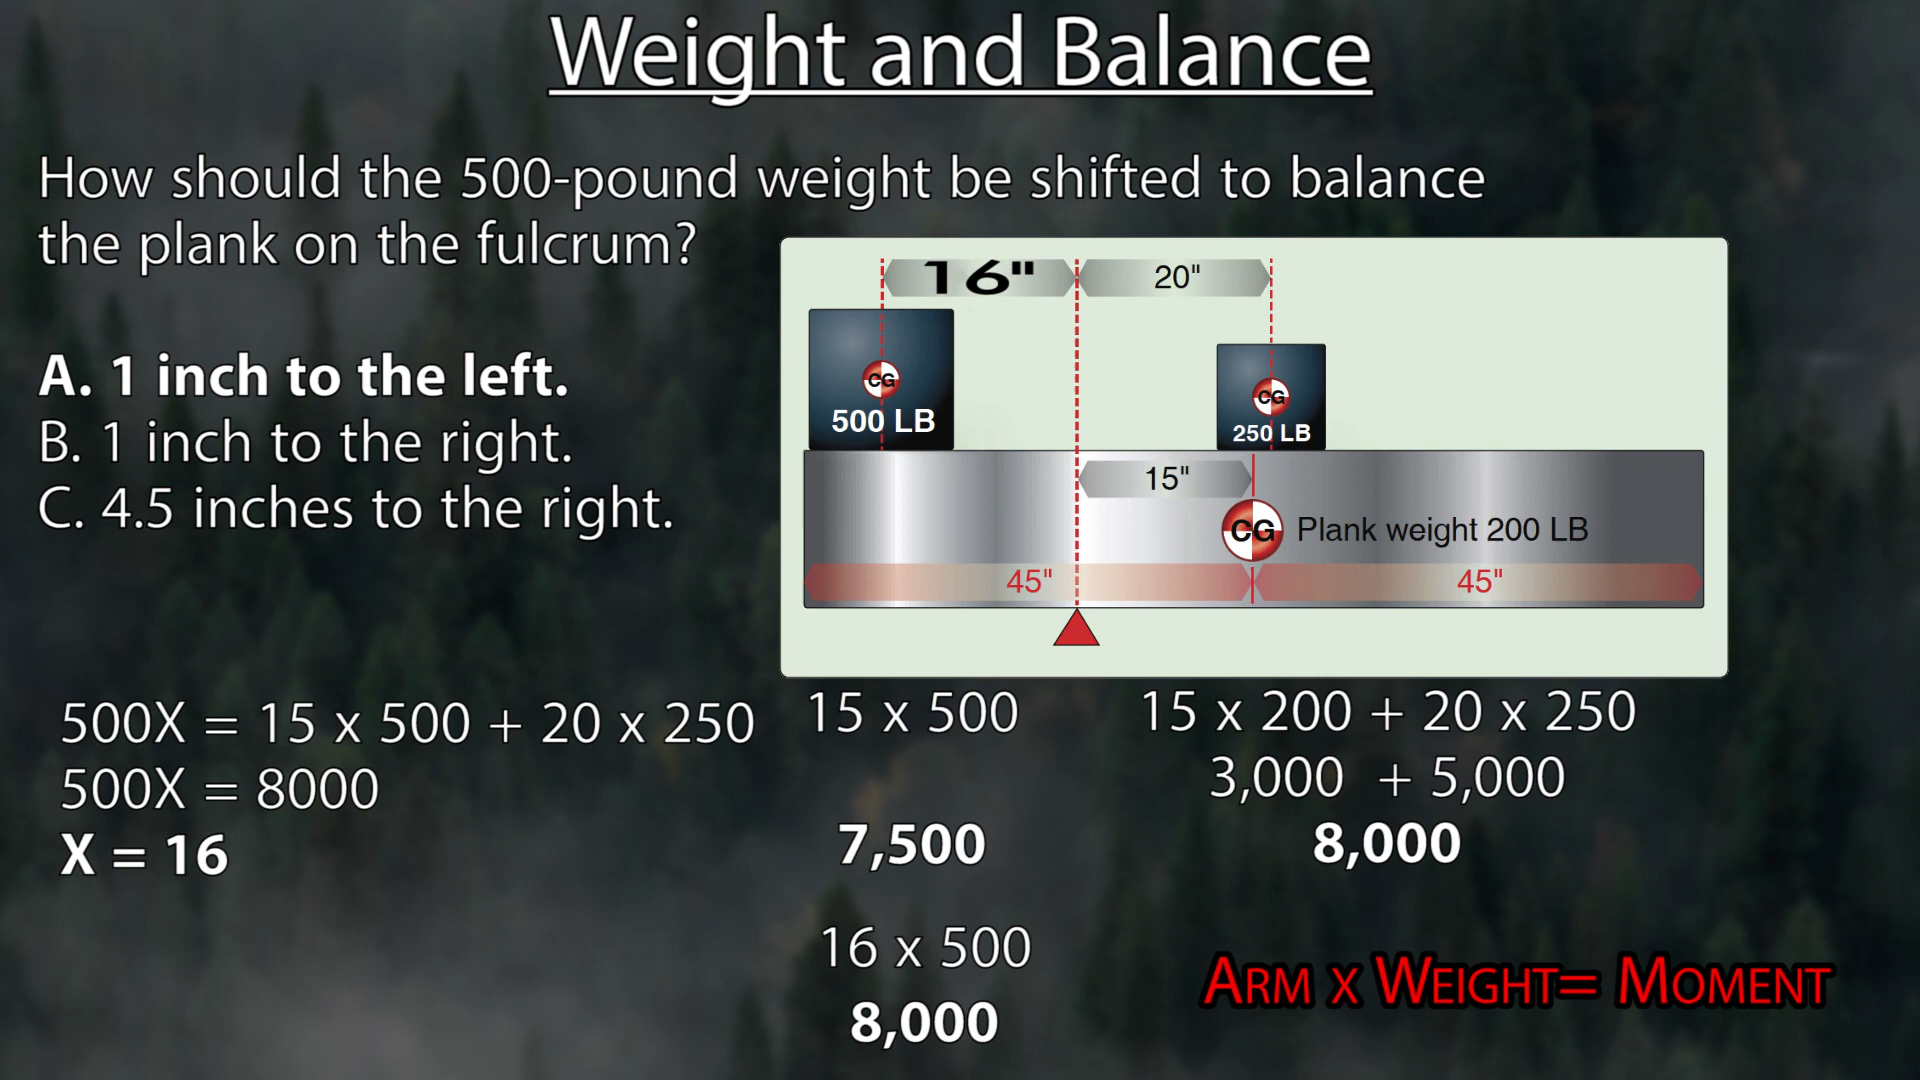 Weight and Balance
How should the 500-pound weight be shifted to balance
the plank on the fulcrum?
A. 1 inch to the left.
B. 1 inch to the right.
C. 4.5 inches to the right.
16"
20"
CG
500 LB
CG
250 LB
15"
CG
Plank weight 200 LB
45"
45"
500X = 15 x 500 + 20 x 250
500X = 8000
X = 16
15 x 500
7,500
16 x 500
8,000
15 x 200 + 20 x 250
3,000 + 5,000
8,000
ARM X WEIGHT= MOMENT